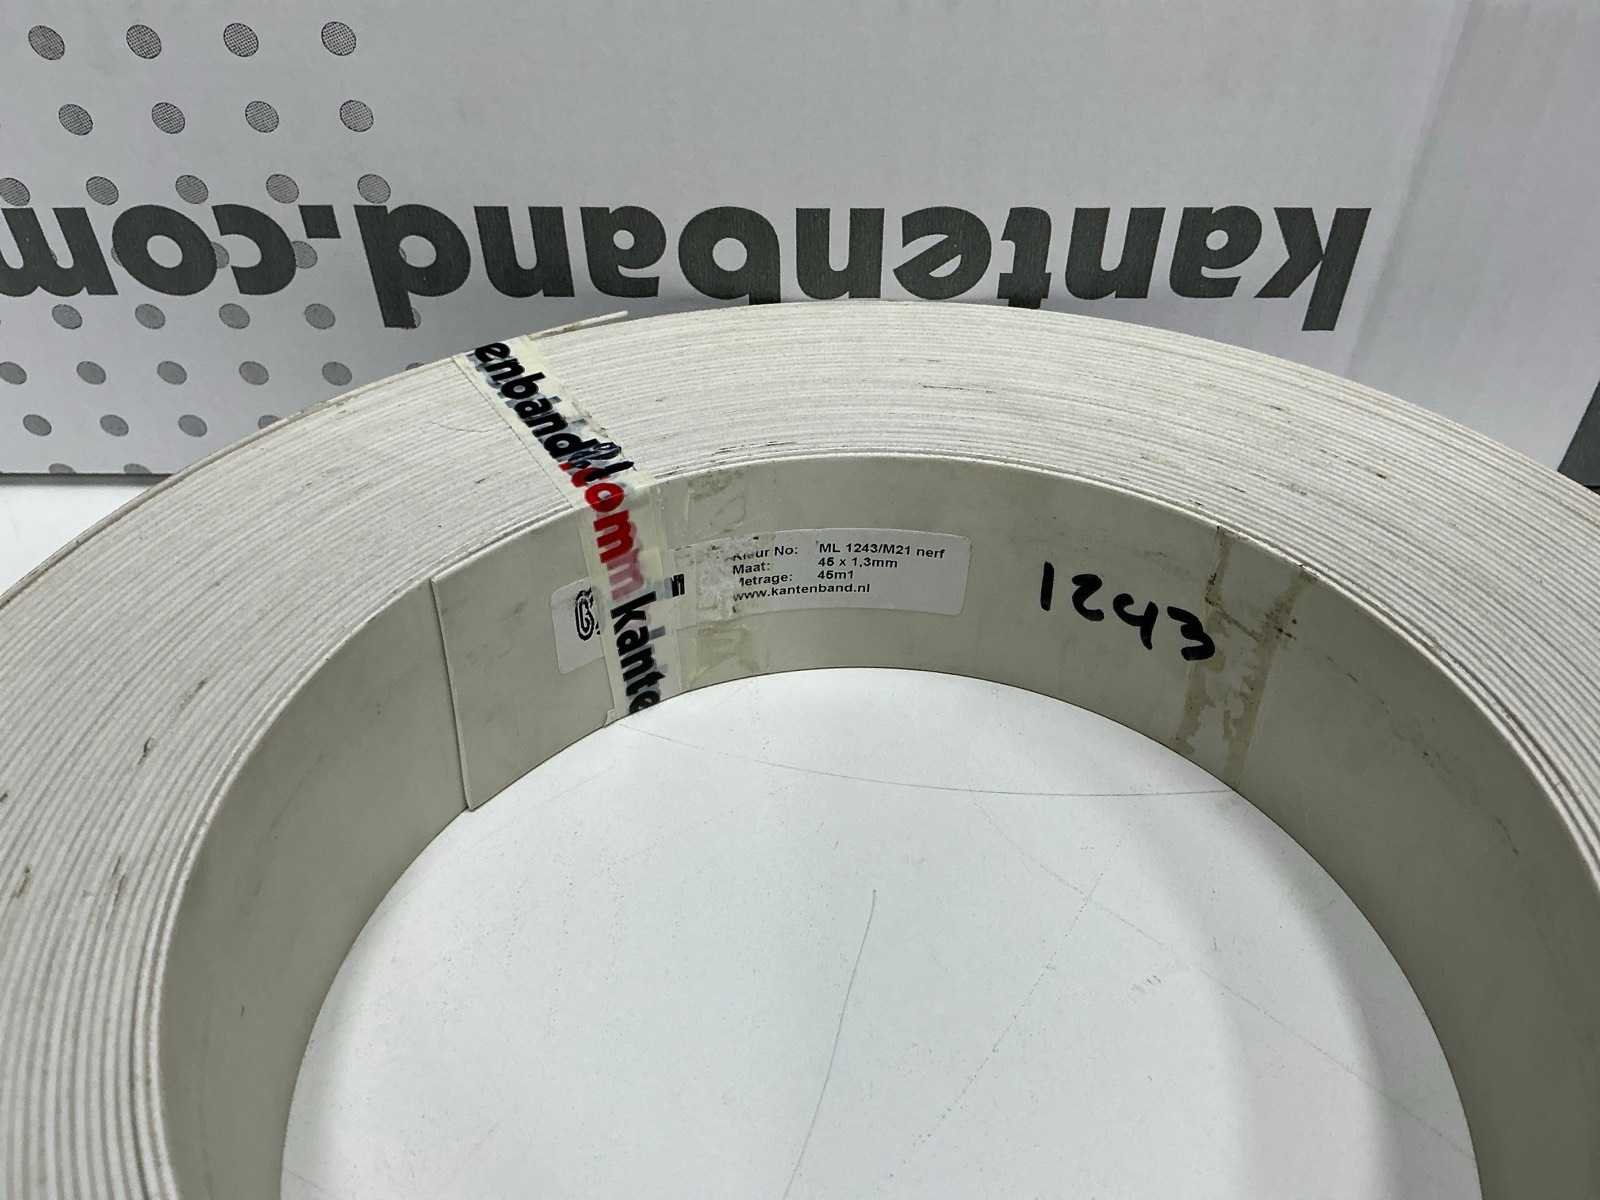 kantenband.com
enband.com
kante
Kleur No: ML 1243/M21 nerf
Maat: 45 x 1,3mm
Metrage: 45m1
www.kantenband.nl
1243